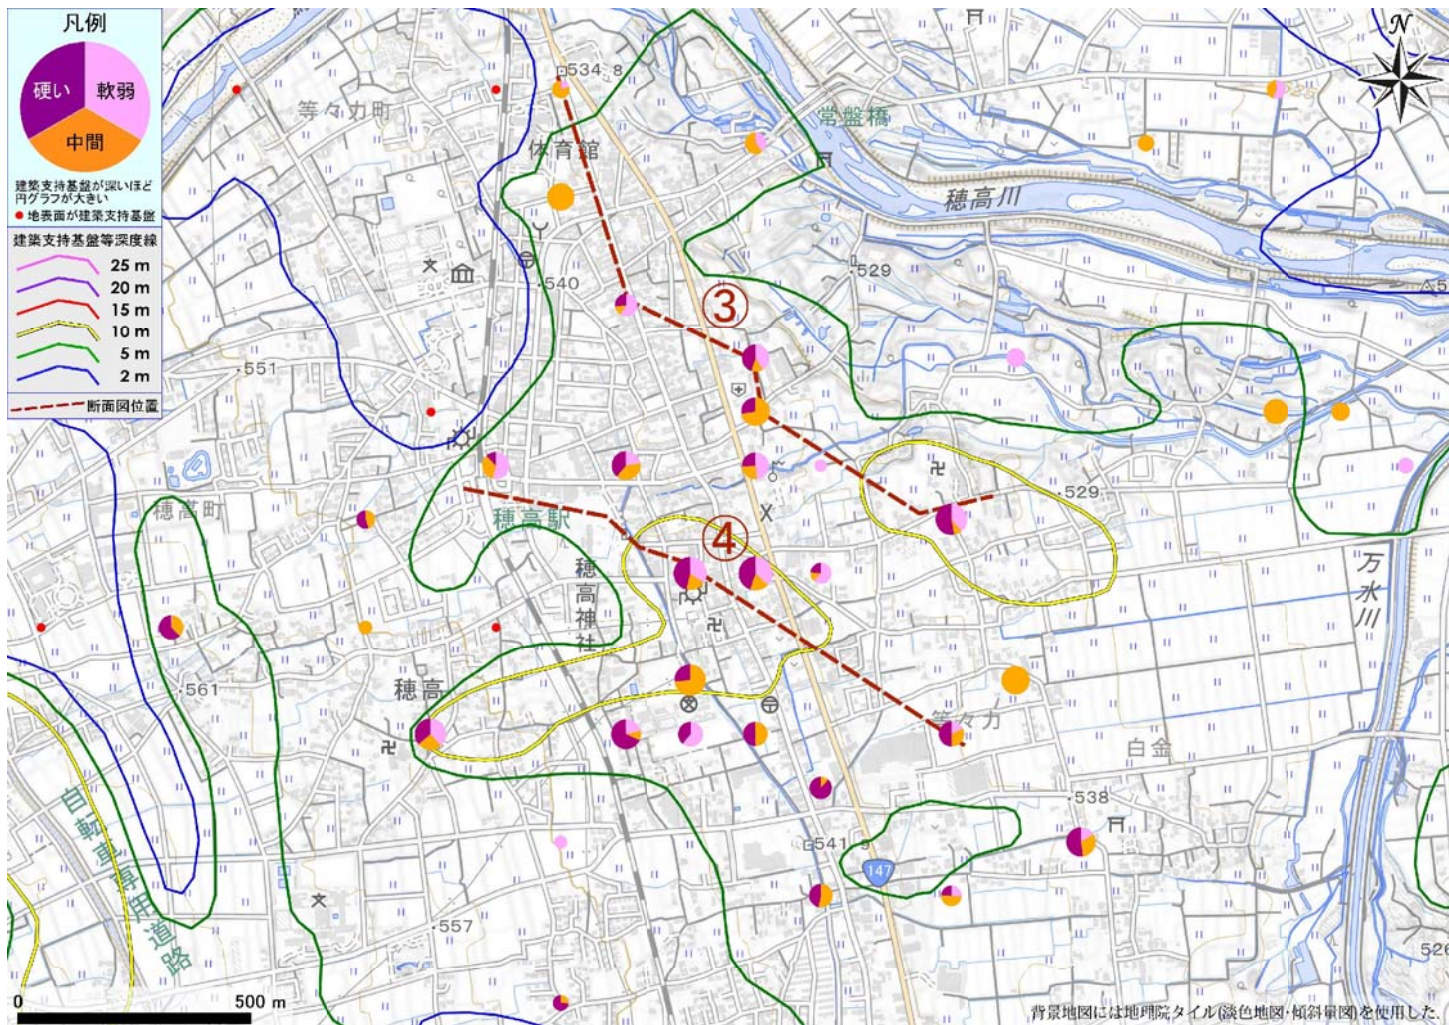 凡例
硬い
軟弱
中間
建築支持基盤が深いほど
円グラフが大きい
地表面が建築支持基盤
建築支持基盤等深度線
25 m
20 m
15 m
10 m
5 m
2 m
断面図位置
N
534.8
等々力町
体育館
常盤橋
穂高川
529
540
③
551
穂高町
穂高駅
529
④
穂高神社
万水川
561
穂高
等々力
白金
538
541.9
147
自転車専用道路
557
526
0
500 m
背景地図には地理院タイル(淡色地図・傾斜量図)を使用した.